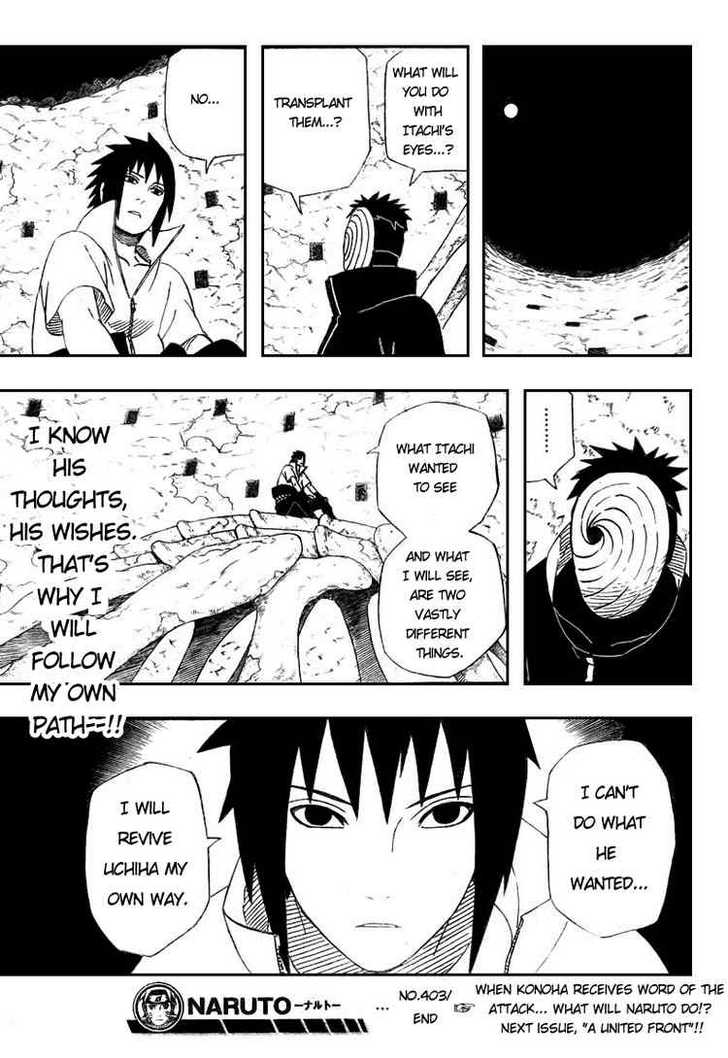 WHAT WILL
YOU DO
WITH
ITACHI'S
EYES...?
TRANSPLANT
THEM...?
NO...
..........
WHAT ITACHI
WANTED
TO SEE
AND WHAT
I WILL SEE,
ARE TWO
VASTLY
DIFFERENT
THINGS.
I KNOW
HIS
THOUGHTS,
HIS WISHES.
THAT'S
WHY I
WILL
FOLLOW
MY OWN
PATH--!!
I CAN'T
DO WHAT
HE
WANTED...
I WILL
REVIVE
UCHIHA MY
OWN WAY.
NARUTO ーナルトー
...
NO.403/
END
☞ WHEN KONOHA RECEIVES WORD OF THE
ATTACK... WHAT WILL NARUTO DO!?
NEXT ISSUE, "A UNITED FRONT"!!